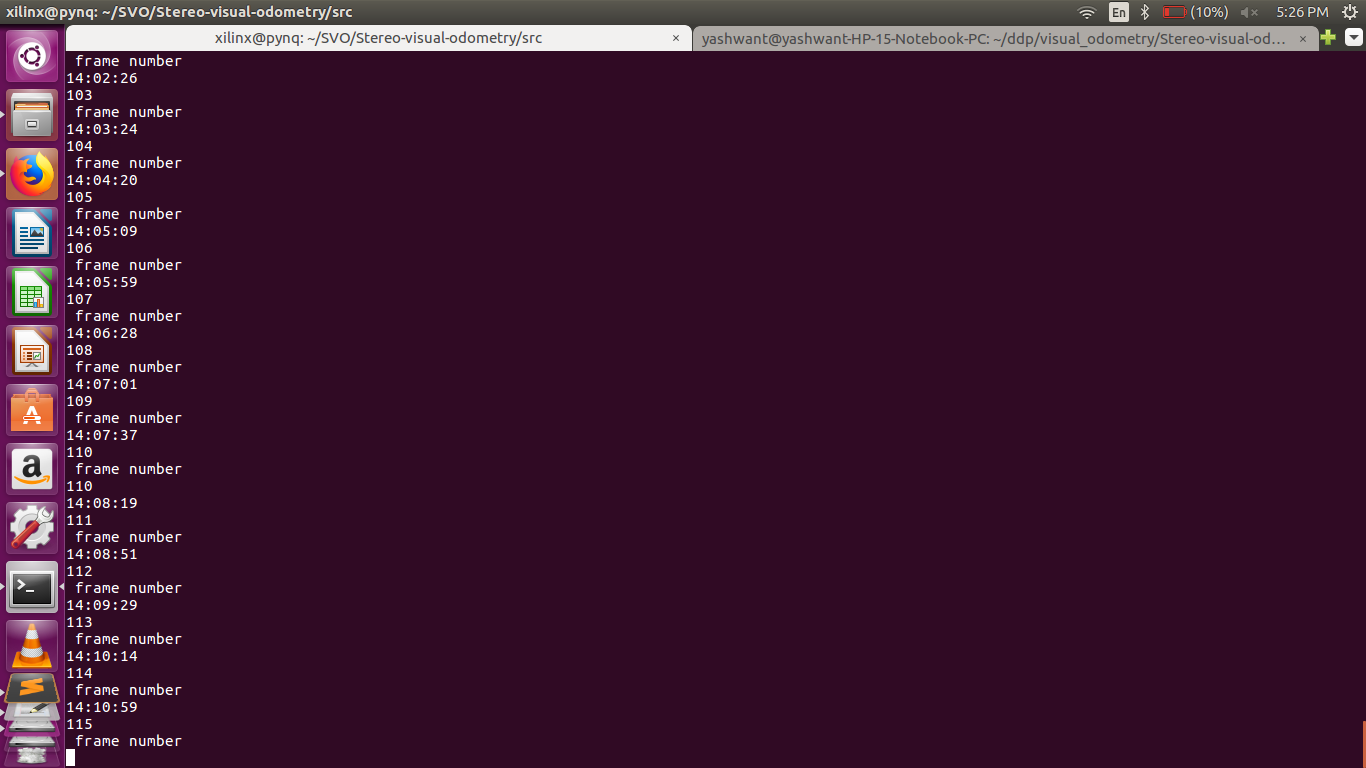 xilinx@pynq: ~/SVO/Stereo-visual-odometry/src
En
(10%)
5:26 PM
xilinx@pynq: ~/SVO/Stereo-visual-odometry/src ×
yashwant@yashwant-HP-15-Notebook-PC: ~/ddp/visual_odometry/Stereo-visual-od... ×
frame number
14:02:26
103
frame number
14:03:24
104
frame number
14:04:20
105
frame number
14:05:09
106
frame number
14:05:59
107
frame number
14:06:28
108
frame number
14:07:01
109
frame number
14:07:37
110
frame number
110
14:08:19
111
frame number
14:08:51
112
frame number
14:09:29
113
frame number
14:10:14
114
frame number
14:10:59
115
frame number
A
a
>_